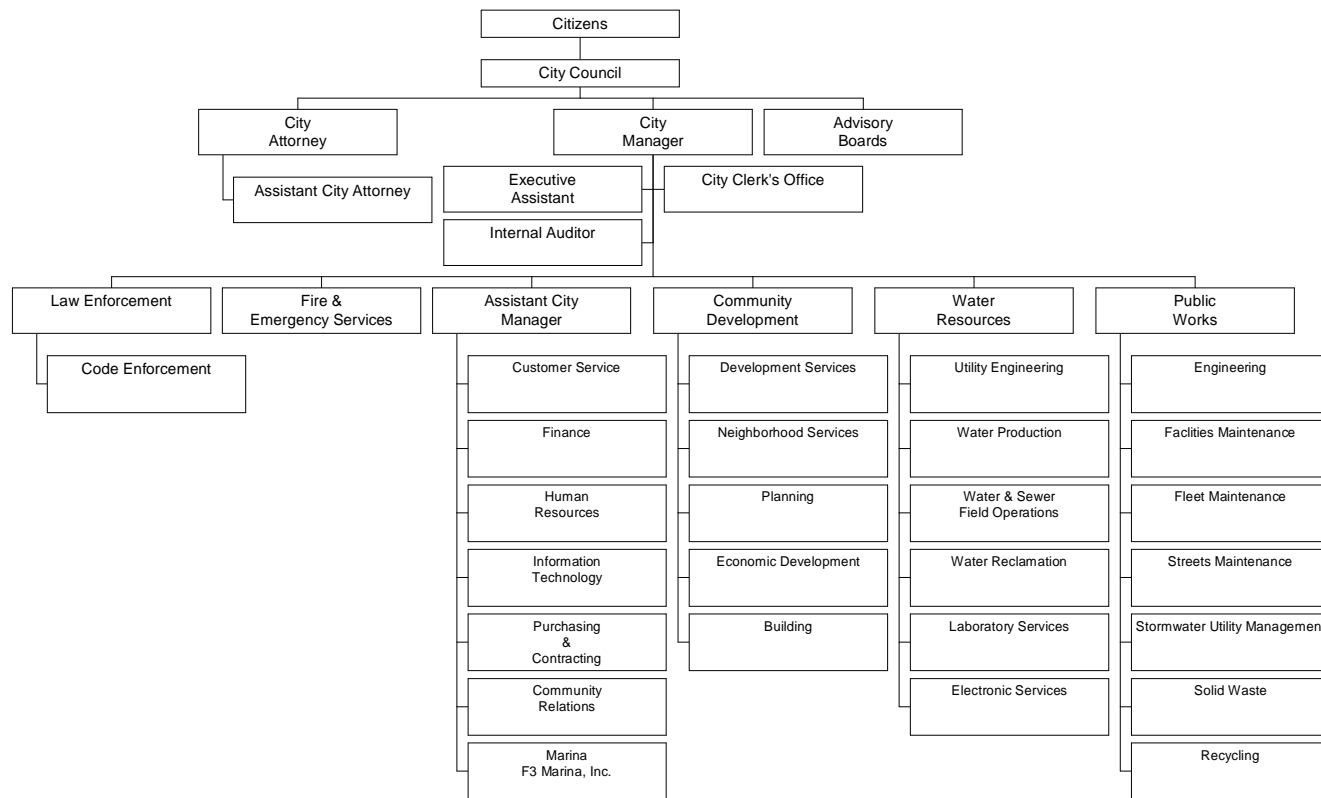 Citizens
City Council
City
Attorney
City
Manager
Advisory
Boards
Assistant City Attorney
Executive
Assistant
City Clerk's Office
Internal Auditor
Law Enforcement
Fire &
Emergency Services
Assistant City
Manager
Community
Development
Water
Resources
Public
Works
Code Enforcement
Customer Service
Finance
Human
Resources
Information
Technology
Purchasing
&
Contracting
Community
Relations
Marina
F3 Marina, Inc.
Development Services
Neighborhood Services
Planning
Economic Development
Building
Utility Engineering
Water Production
Water & Sewer
Field Operations
Water Reclamation
Laboratory Services
Electronic Services
Engineering
Faclities Maintenance
Fleet Maintenance
Streets Maintenance
Stormwater Utility Management
Solid Waste
Recycling